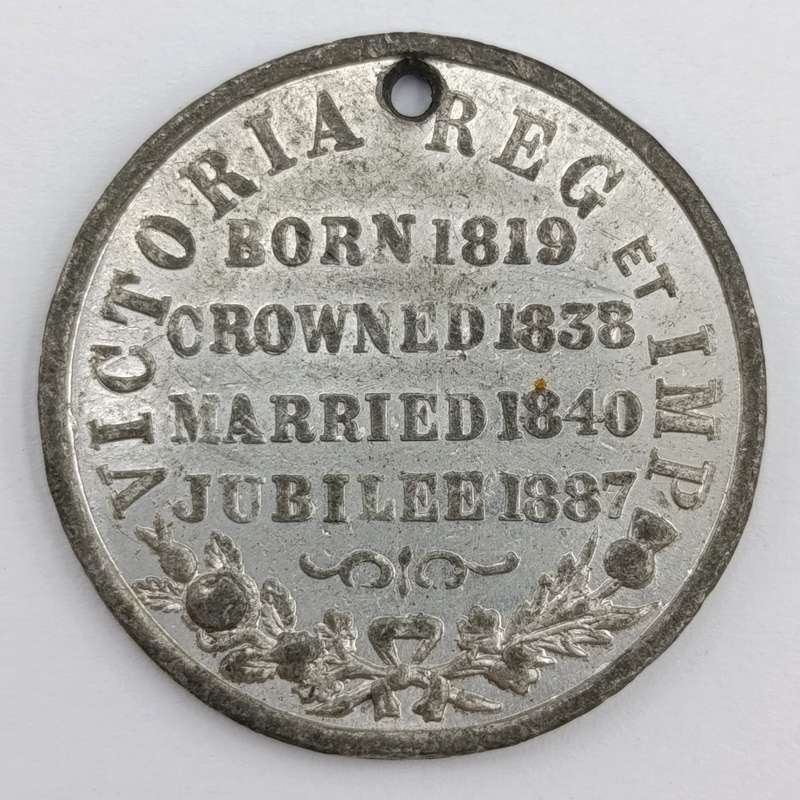 VICTORIA REG ET IMP
BORN 1819
CROWNED 1838
MARRIED 1840
JUBILEE 1887